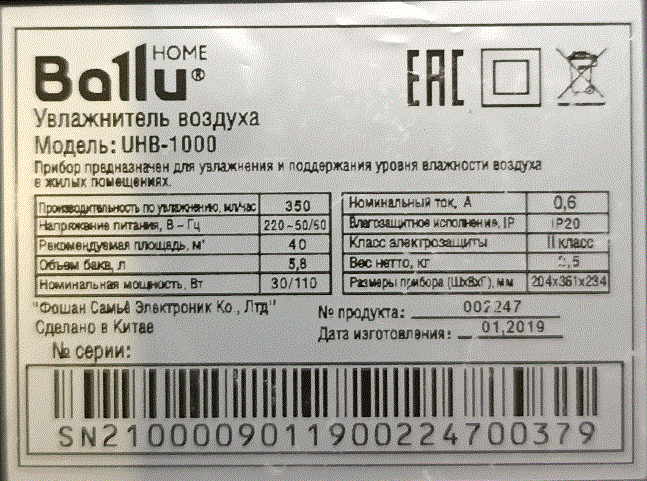 HOME
Ballu®
EAC
Увлажнитель воздуха
Модель: UHB-1000
Прибор предназначен для увлажнения и поддержания уровня влажности воздуха
в жилых помещениях.
Производительность по увлажнению, мл/час 350
Напряжение питания, В – Гц 220~50/60
Рекомендуемая площадь, м² 40
Объем бака, л 5,8
Номинальная мощность, Вт 30/110
Номинальный ток, А 0,6
Влагозащитное исполнение, IP IP20
Класс электрозащиты II класс
Вес нетто, кг 2,5
Размеры прибора (ШхВхГ), мм 204x361x234
"Фошан Самьё Электроник Ко., Лтд"
Сделано в Китае
№ продукта: 002247
Дата изготовления: 01,2019
№ серии:
SN2100009011900224700379